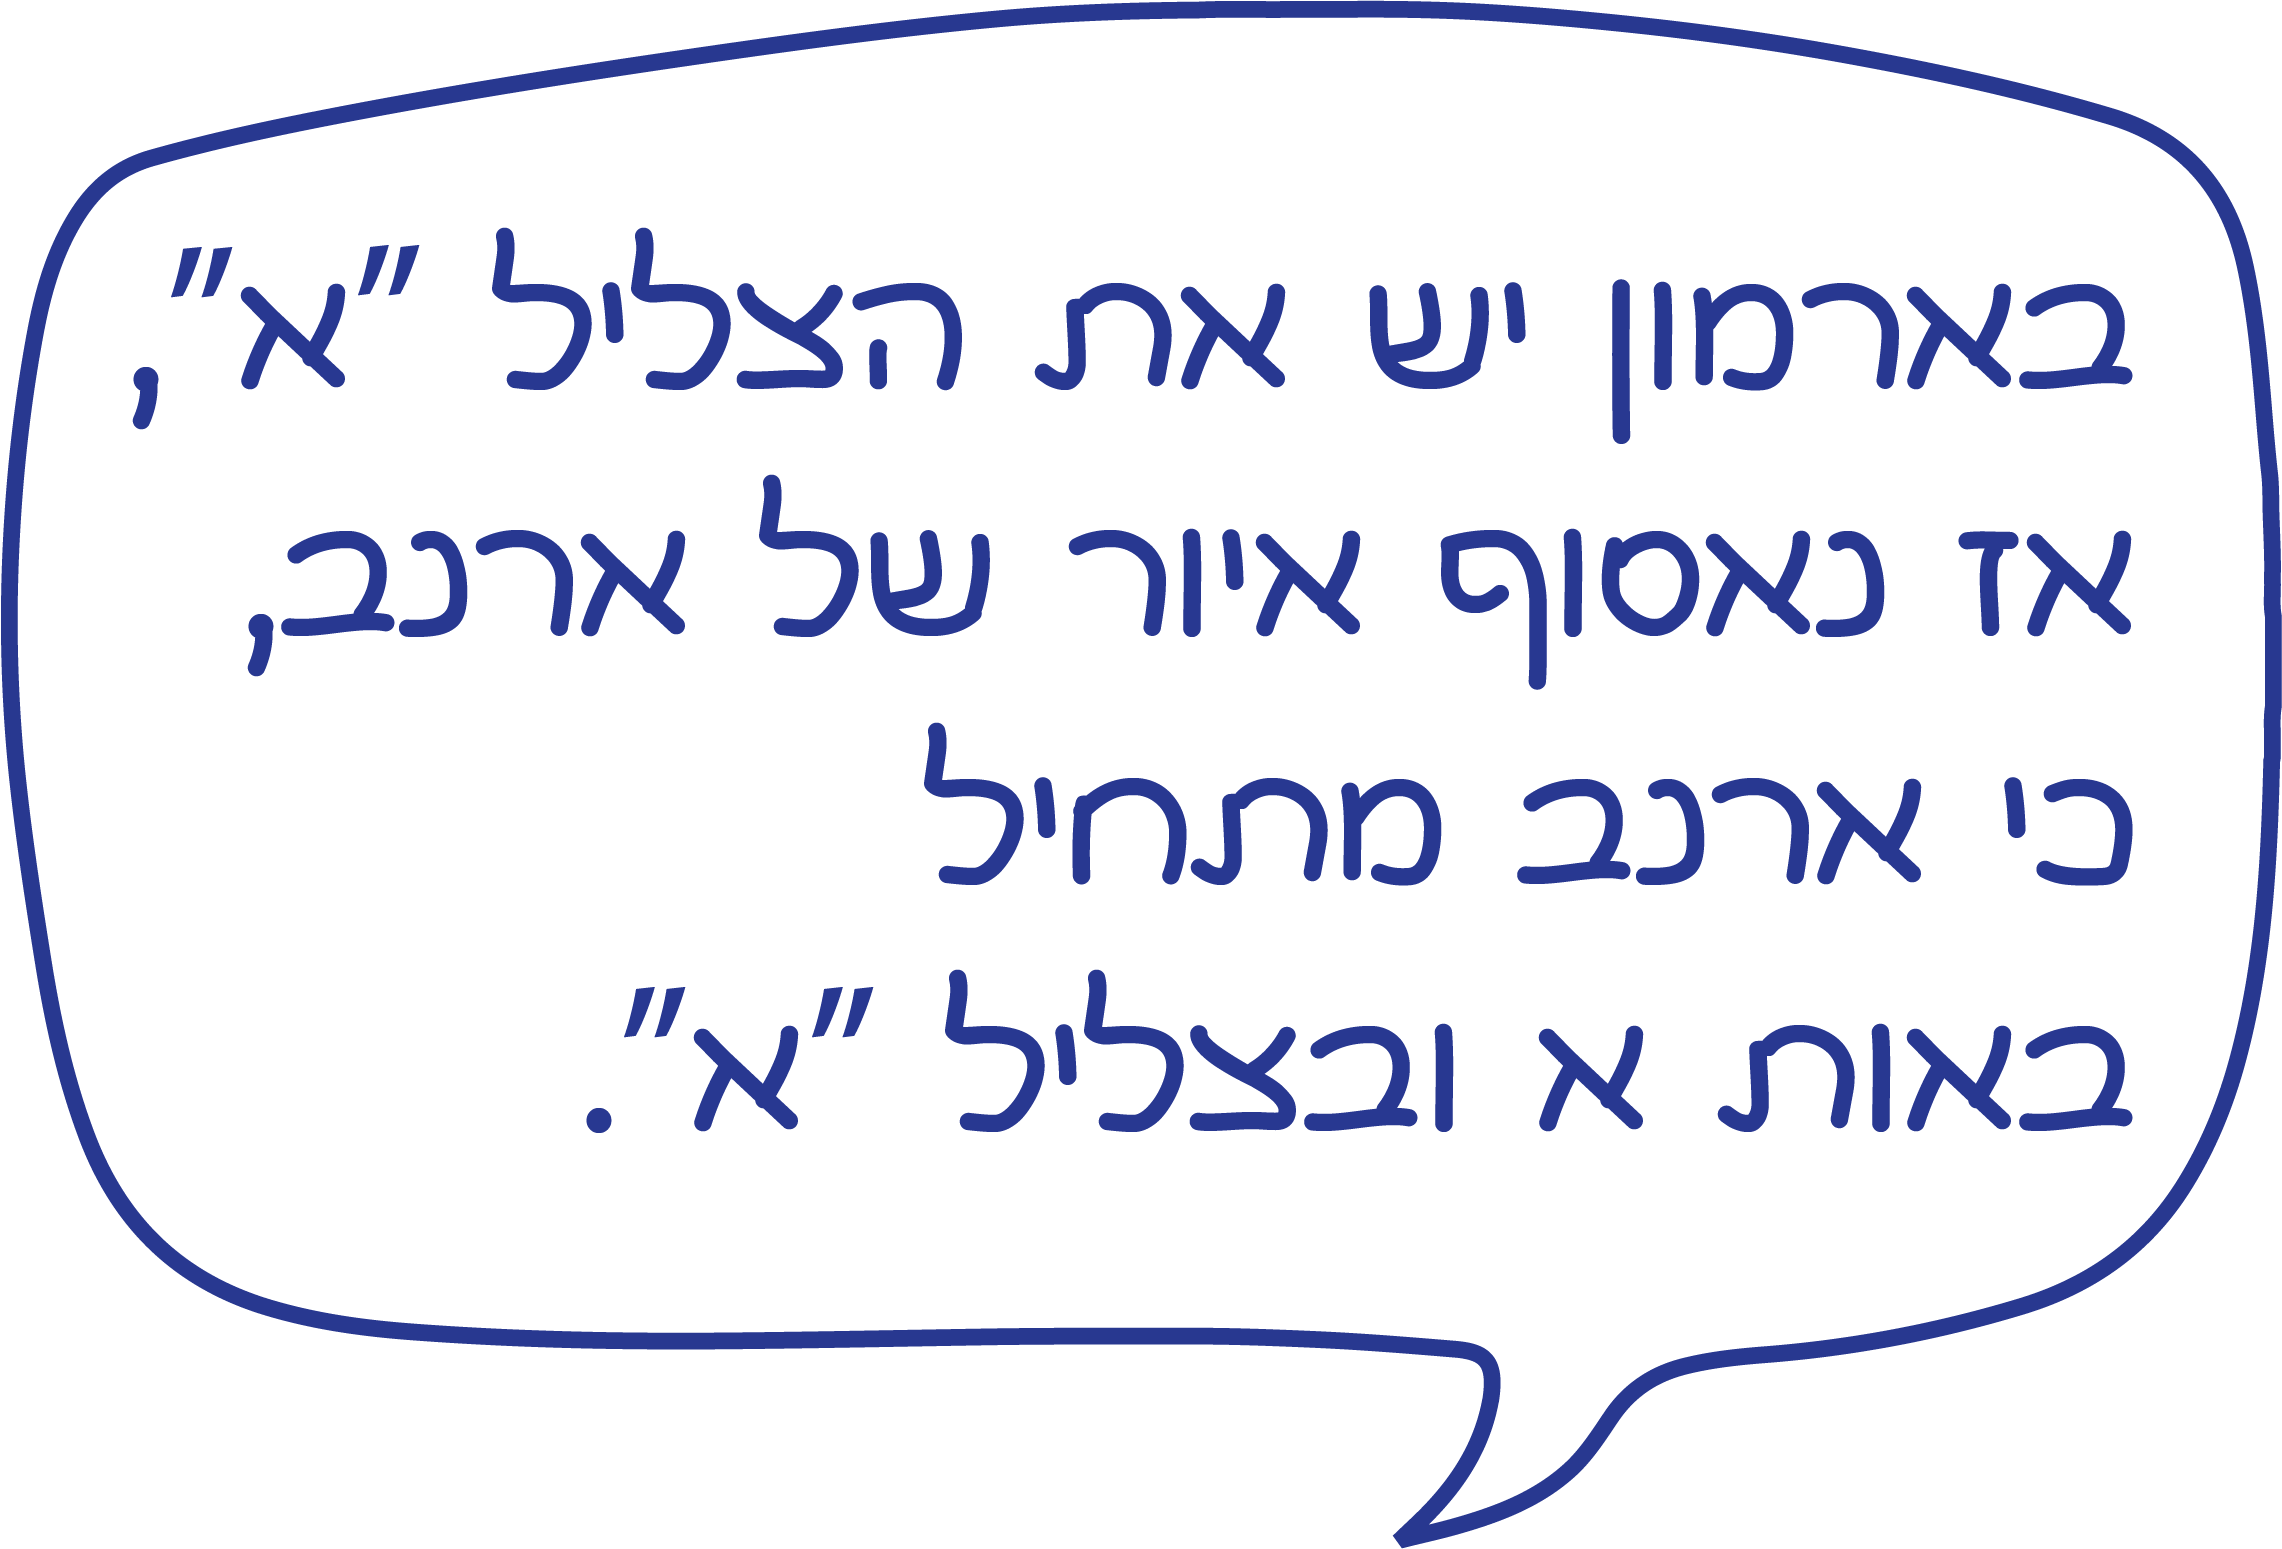 בארמון יש את הצליל "א",
אז נאסוף איור של ארנב,
כי ארנב מתחיל
באות א ובצליל "א".